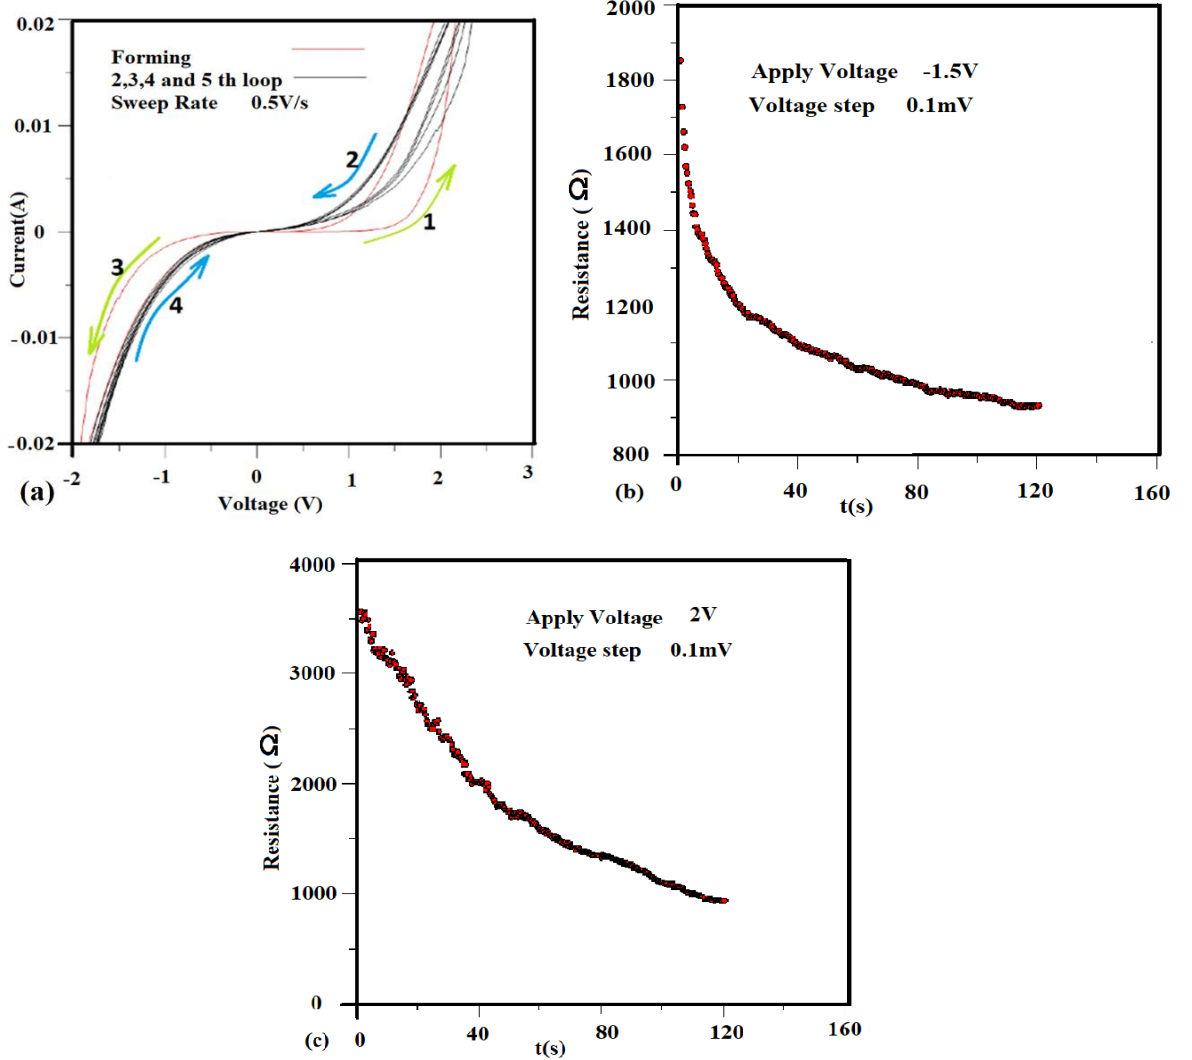 0.02
0.01
0
-0.01
-0.02
Current(A)
Forming
2,3,4 and 5 th loop
Sweep Rate 0.5V/s
1
2
3
4
-2 -1 0 1 2 3
Voltage (V)
(a)
2000
1800
1600
1400
1200
1000
800
Resistance ( Ω)
Apply Voltage -1.5V
Voltage step 0.1mV
0 40 80 120 160
t(s)
(b)
4000
3000
2000
1000
0
Resistance ( Ω)
Apply Voltage 2V
Voltage step 0.1mV
0 40 80 120 160
t(s)
(c)